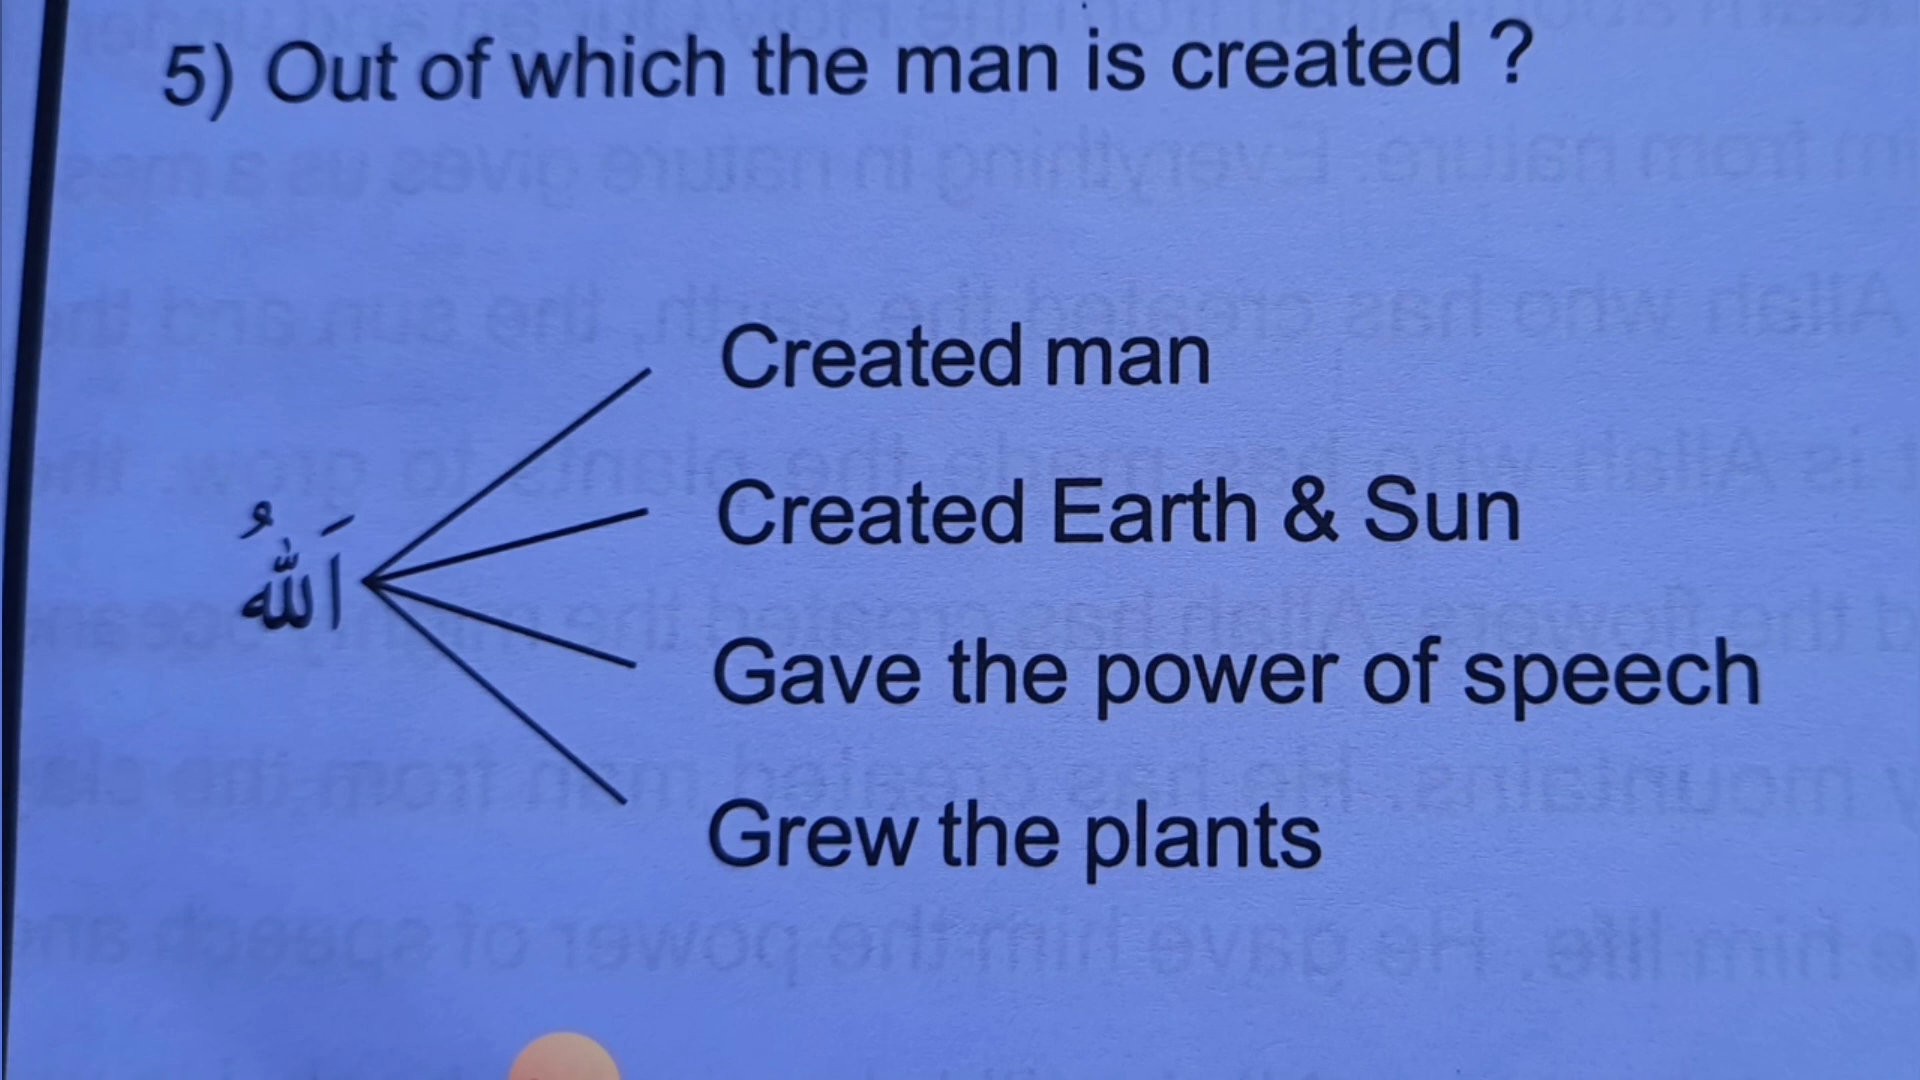 5) Out of which the man is created ?
Created man
Created Earth & Sun
اَللّٰهُ
Gave the power of speech
Grew the plants